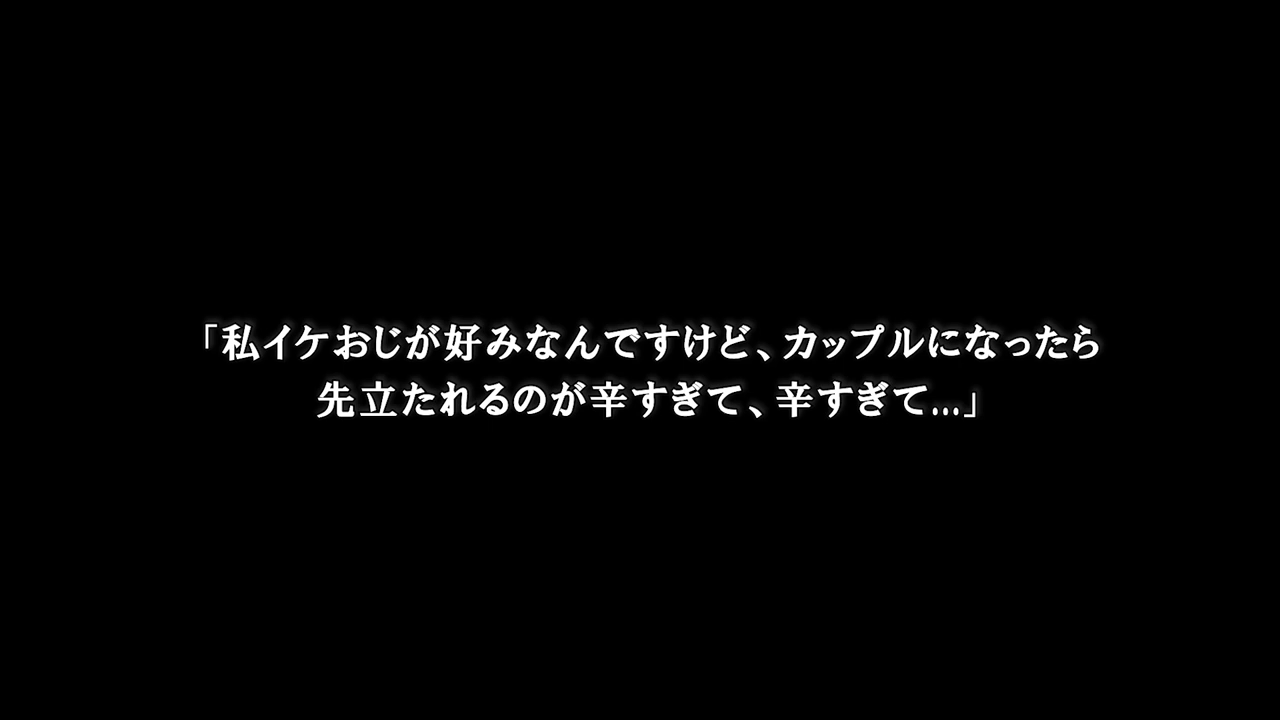 「私イケおじが好みなんですけど、カップルになったら
先立たれるのが辛すぎて、辛すぎて...」